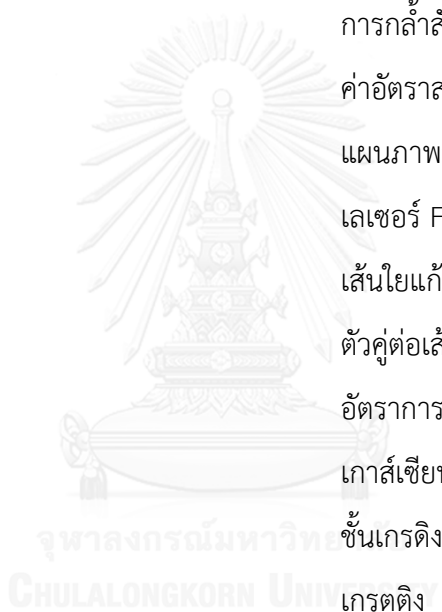 การกล้ำสั
ค่าอัตราส
แผนภาพ
เลเซอร์ F
เส้นใยแก้
ตัวคู่ต่อเส้
อัตราการ
เกาส์เซียน
ชั้นเกรดิง
เกรตติง
จุฬาลงกรณ์มหาวิทยาลัย
CHULALONGKORN UNIVERSITY